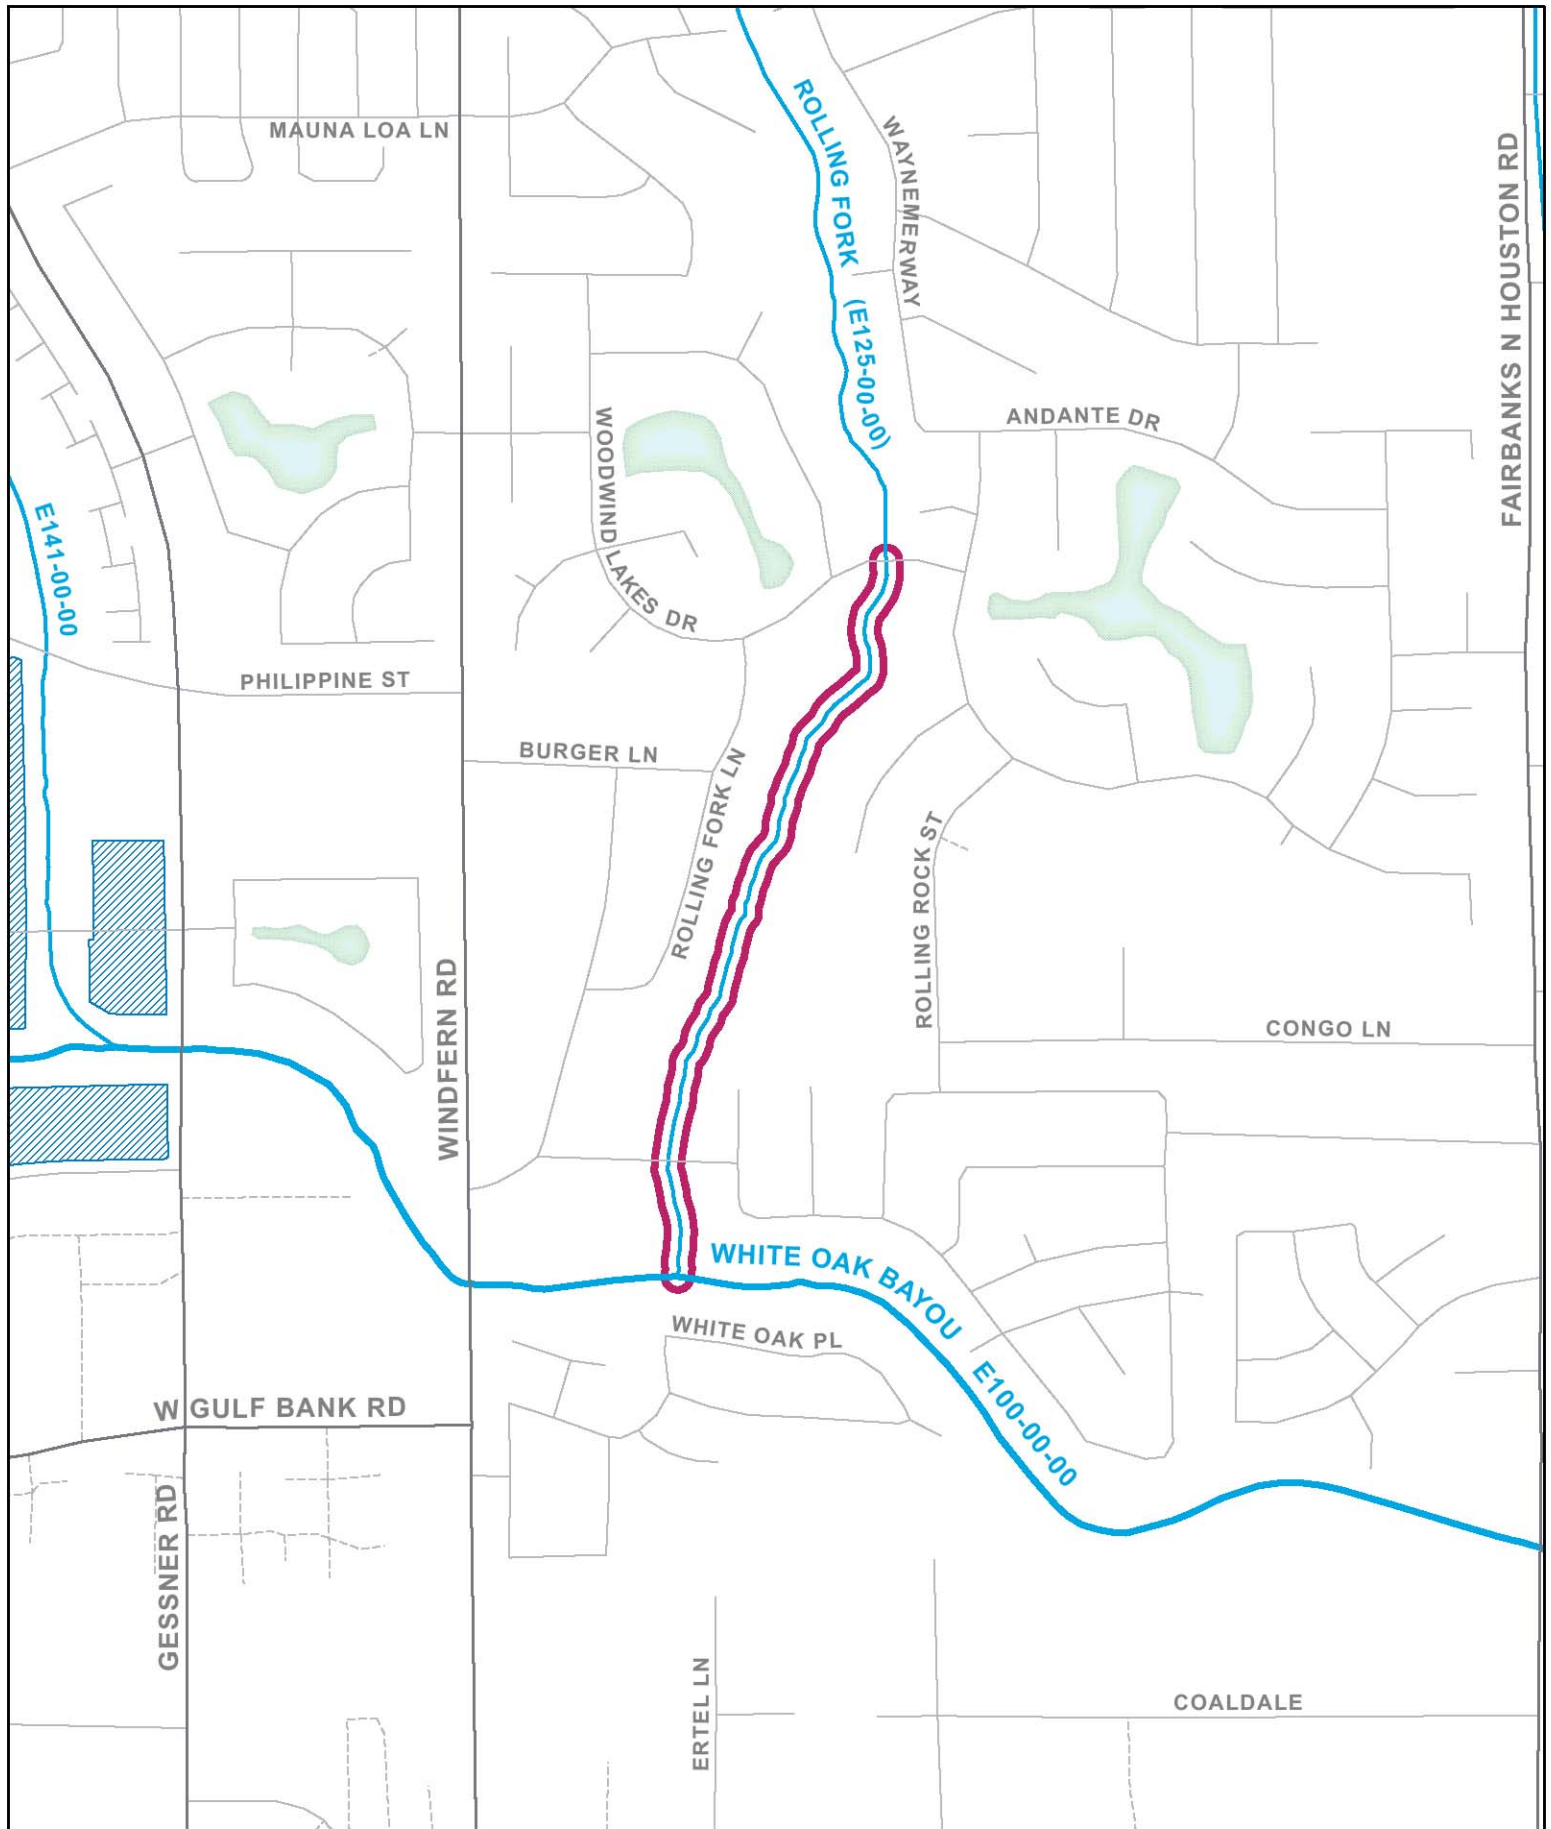 MAUNA LOA LN
ROLLING FORK (E125-00-00)
WAYNEMERWAY
FAIRBANKS N HOUSTON RD
ANDANTE DR
WOODWIND LAKES DR
E141-00-00
PHILIPPINE ST
BURGER LN
ROLLING FORK LN
ROLLING ROCK ST
WINDFERN RD
CONGO LN
WHITE OAK BAYOU E100-00-00
WHITE OAK PL
W GULF BANK RD
GESSNER RD
ERTEL LN
COALDALE